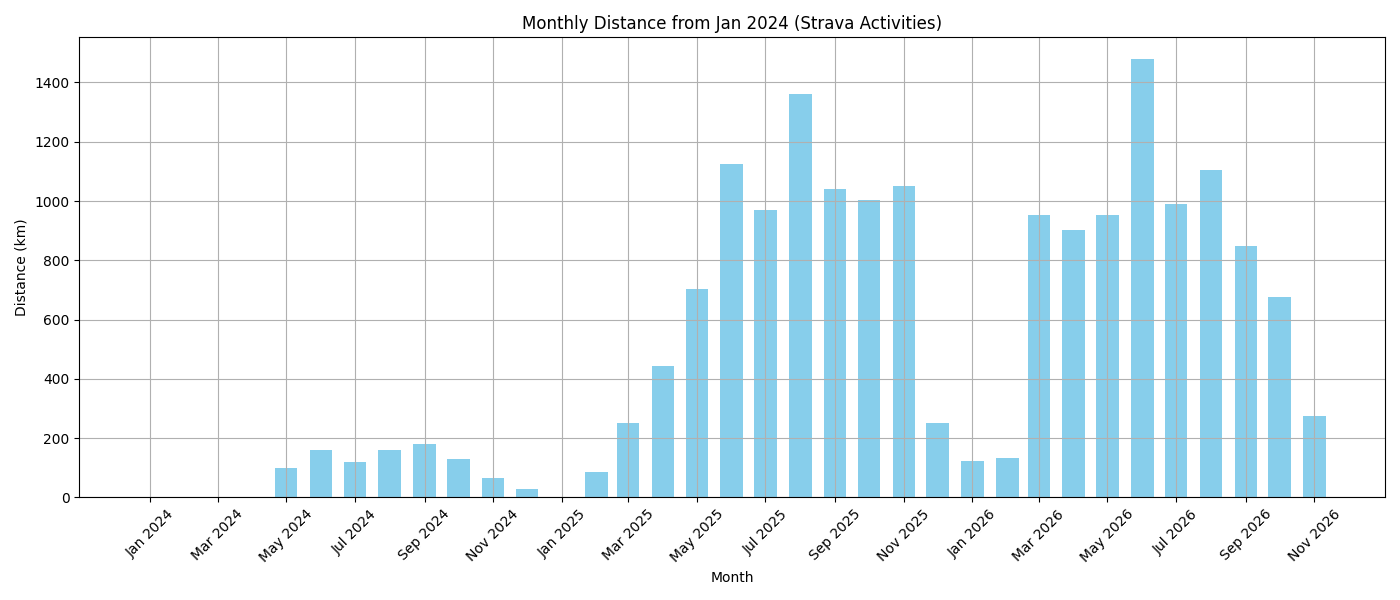 Monthly Distance from Jan 2024 (Strava Activities)
Distance (km)
1400
1200
1000
800
600
400
200
0
Jan 2024
Mar 2024
May 2024
Jul 2024
Sep 2024
Nov 2024
Jan 2025
Mar 2025
May 2025
Jul 2025
Sep 2025
Nov 2025
Jan 2026
Mar 2026
May 2026
Jul 2026
Sep 2026
Nov 2026
Month